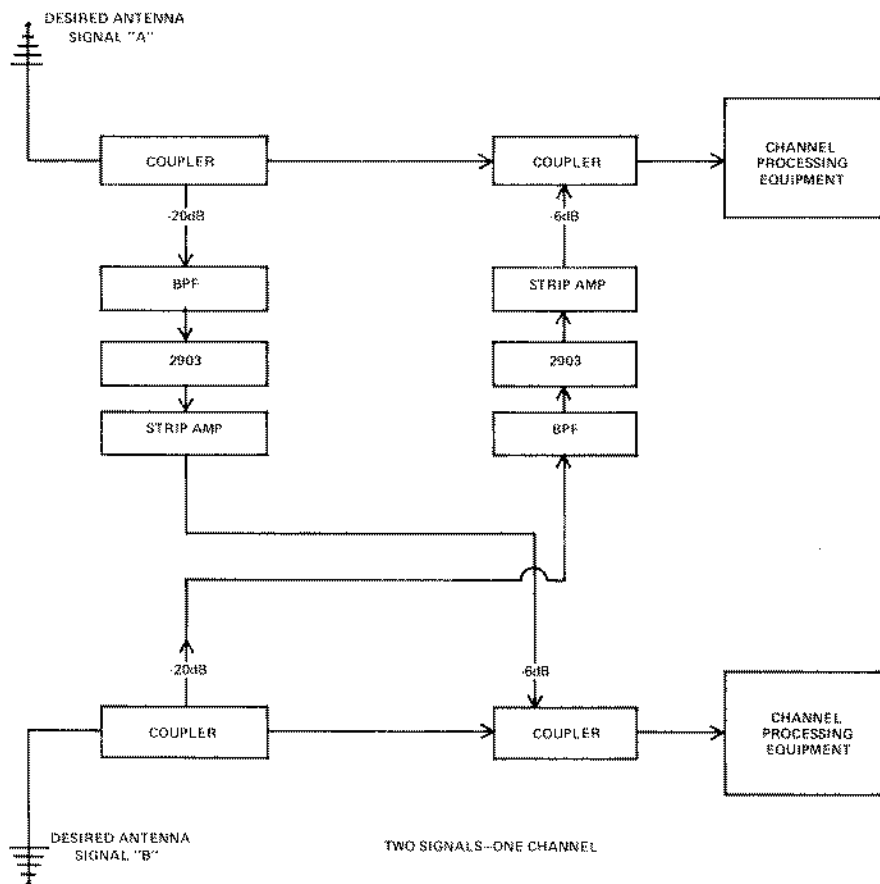 DESIRED ANTENNA
SIGNAL "A"
COUPLER
COUPLER
CHANNEL
PROCESSING
EQUIPMENT
-20dB
-6dB
BPF
STRIP AMP
2903
2903
STRIP AMP
BPF
-20dB
-6dB
COUPLER
COUPLER
CHANNEL
PROCESSING
EQUIPMENT
DESIRED ANTENNA
SIGNAL "B"
TWO SIGNALS--ONE CHANNEL